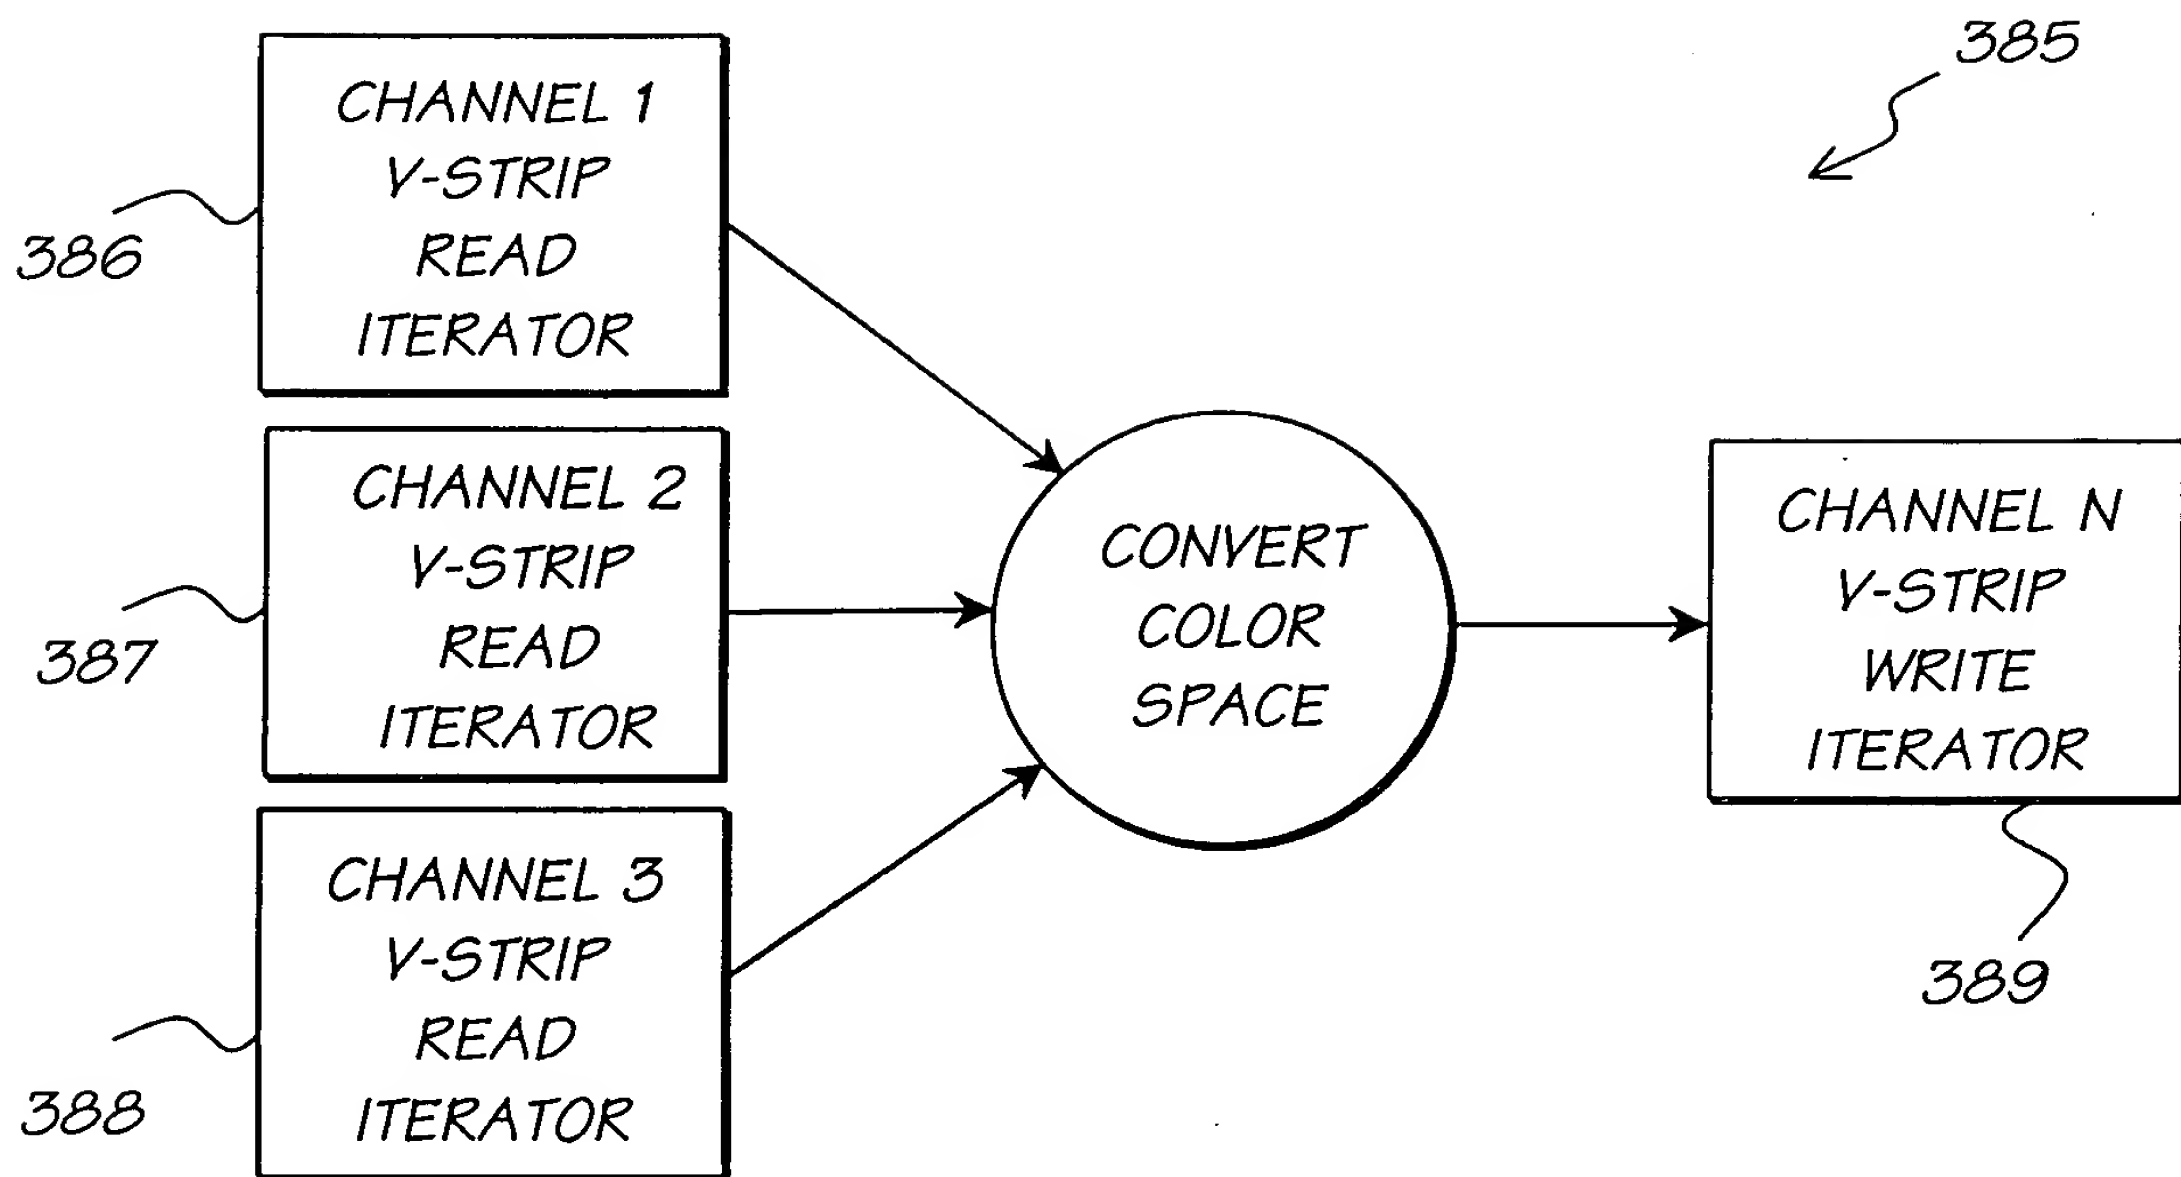 385
CHANNEL 1
V-STRIP
READ
ITERATOR
386
CHANNEL 2
V-STRIP
READ
ITERATOR
387
CHANNEL 3
V-STRIP
READ
ITERATOR
388
CONVERT
COLOR
SPACE
CHANNEL N
V-STRIP
WRITE
ITERATOR
389